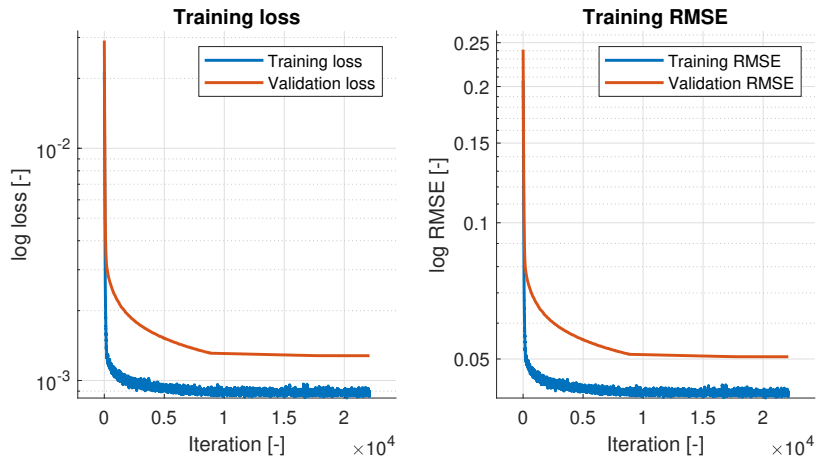 Training loss
Training loss
Validation loss
10^-2
10^-3
log loss [-]
0
0.5
1
1.5
2
×10^4
Iteration [-]
Training RMSE
Training RMSE
Validation RMSE
0.25
0.2
0.15
0.1
0.05
log RMSE [-]
0
0.5
1
1.5
2
×10^4
Iteration [-]